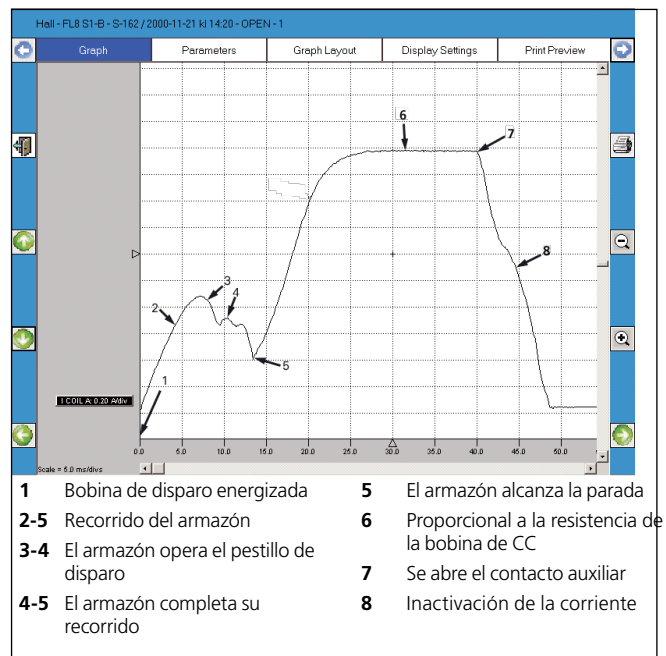 Hall - FL8 S1-B - S-162 / 2000-11-21 kl 14:20 - OPEN - 1
Graph Parameters Graph Layout Display Settings Print Preview
6
7
8
3
2 4
5
1
I COIL A: 0.20 A/div
0.0 5.0 10.0 15.0 20.0 25.0 30.0 35.0 40.0 45.0 50.0
Scale = 5.0 ms/divs
1 Bobina de disparo energizada
2-5 Recorrido del armazón
3-4 El armazón opera el pestillo de
disparo
4-5 El armazón completa su
recorrido
5 El armazón alcanza la parada
6 Proporcional a la resistencia de
la bobina de CC
7 Se abre el contacto auxiliar
8 Inactivación de la corriente